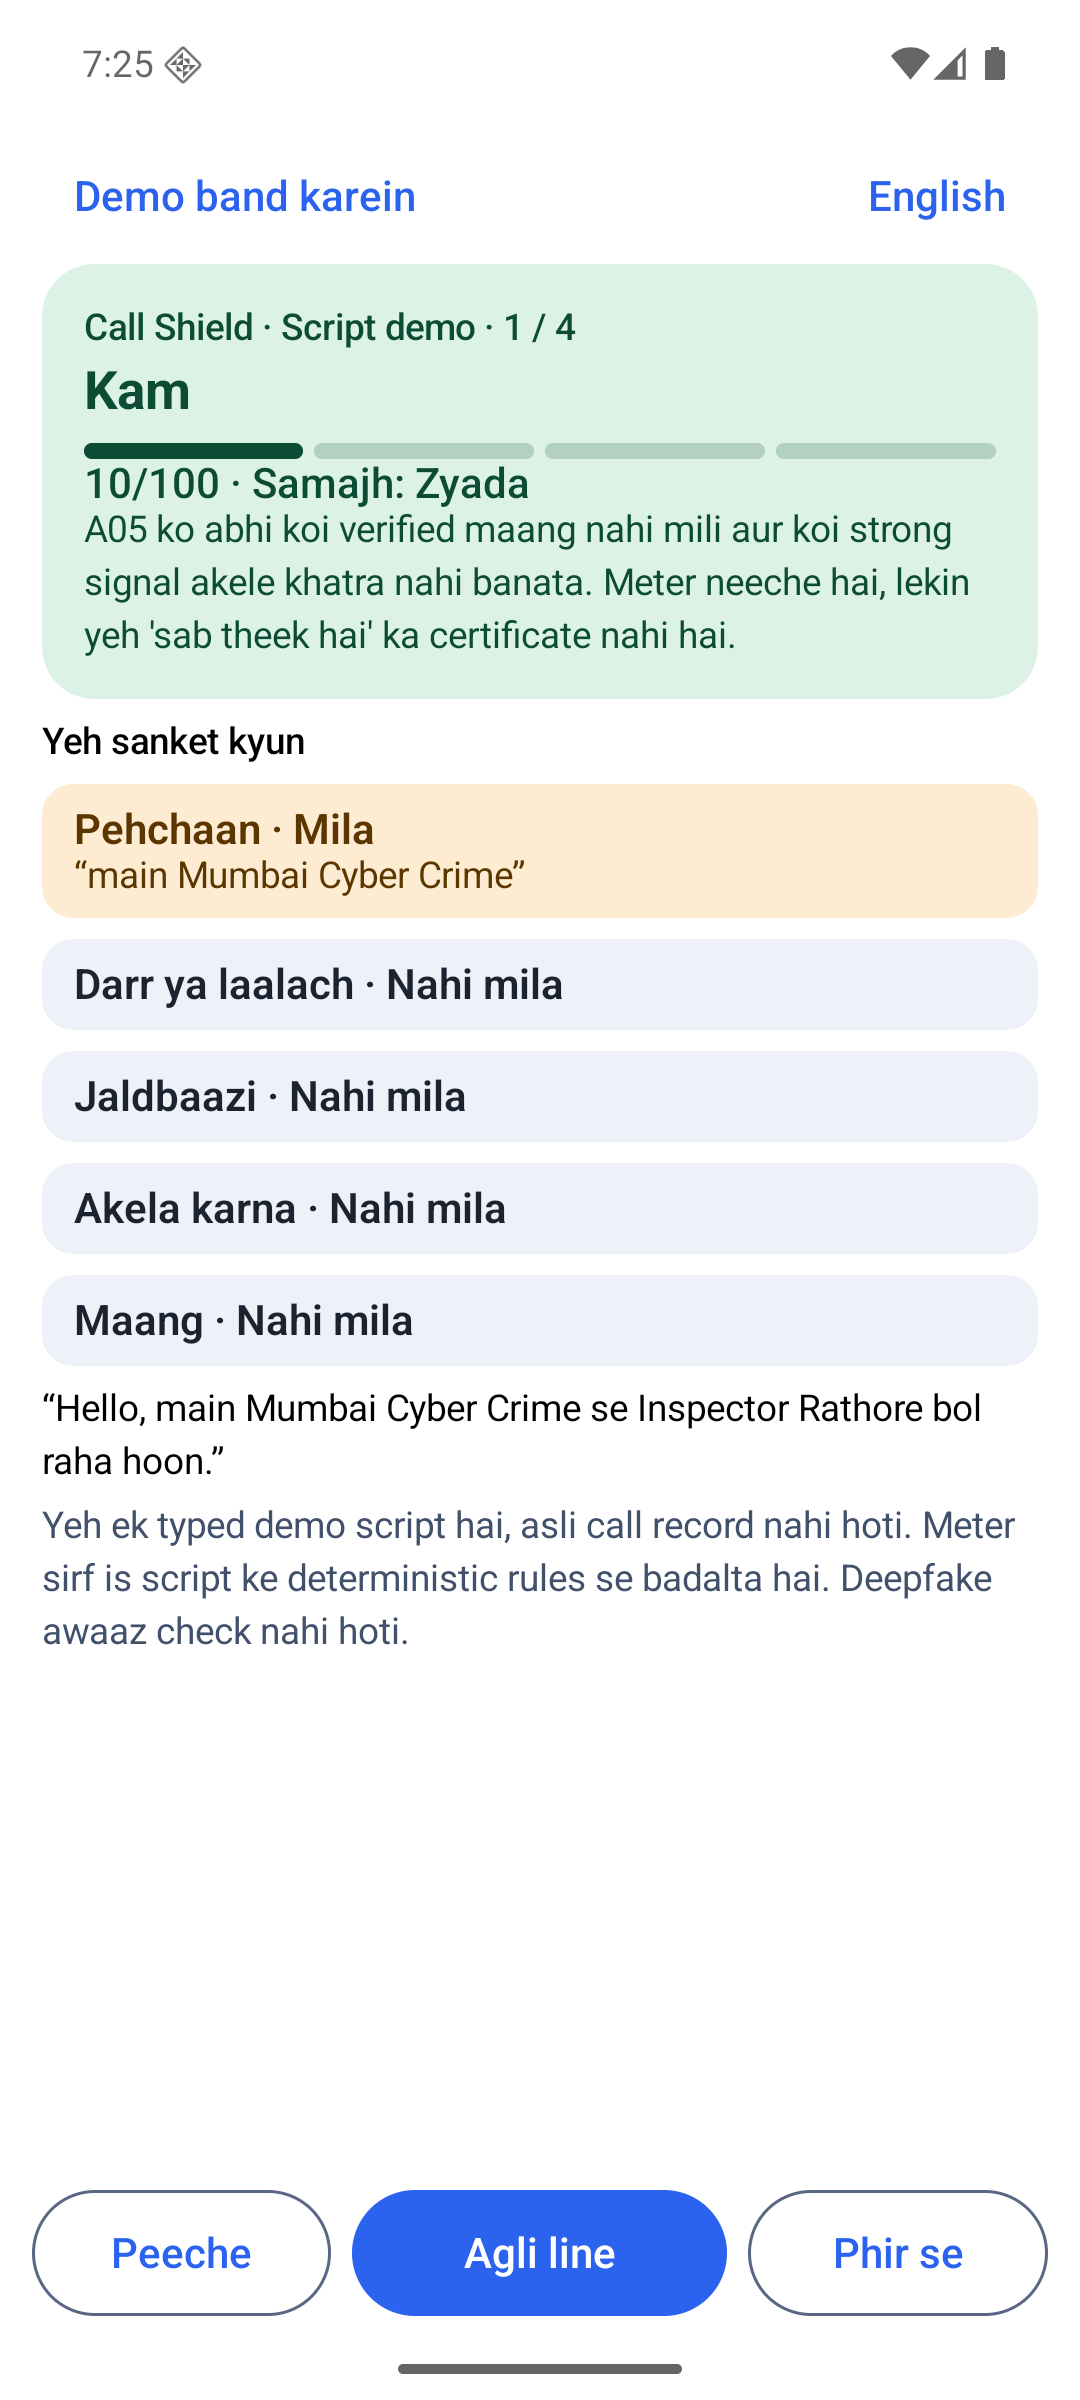 7:25
Demo band karein
English
Call Shield · Script demo · 1 / 4
Kam
10/100 · Samajh: Zyada
A05 ko abhi koi verified maang nahi mili aur koi strong
signal akele khatra nahi banata. Meter neeche hai, lekin
yeh 'sab theek hai' ka certificate nahi hai.
Yeh sanket kyun
Pehchaan · Mila
“main Mumbai Cyber Crime”
Darr ya laalach · Nahi mila
Jaldbaazi · Nahi mila
Akela karna · Nahi mila
Maang · Nahi mila
“Hello, main Mumbai Cyber Crime se Inspector Rathore bol
raha hoon.”
Yeh ek typed demo script hai, asli call record nahi hoti. Meter
sirf is script ke deterministic rules se badalta hai. Deepfake
awaaz check nahi hoti.
Peeche
Agli line
Phir se